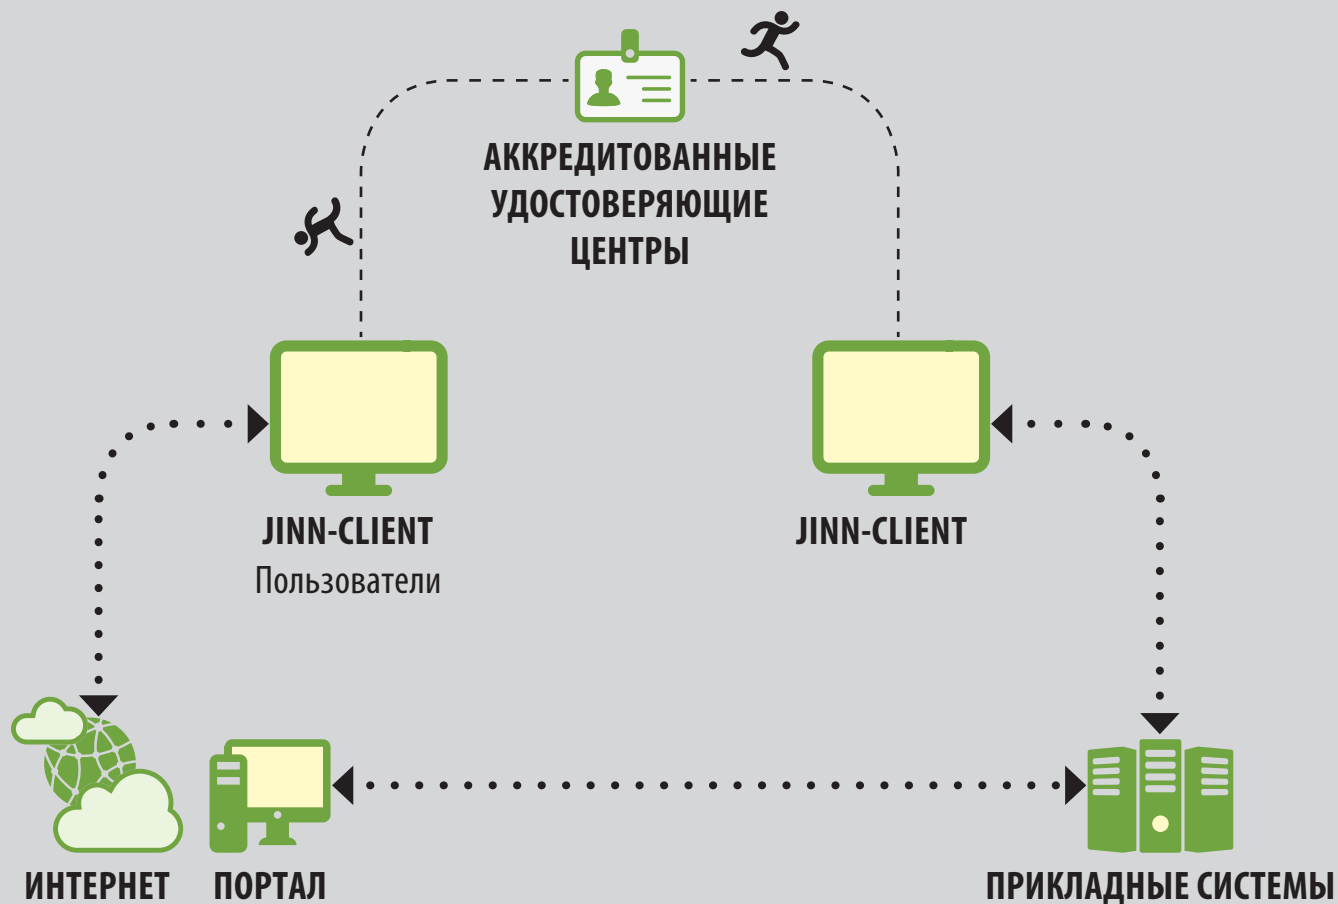 АККРЕДИТОВАННЫЕ
УДОСТОВЕРЯЮЩИЕ
ЦЕНТРЫ
JINN-CLIENT
Пользователи
JINN-CLIENT
ИНТЕРНЕТ
ПОРТАЛ
ПРИКЛАДНЫЕ СИСТЕМЫ